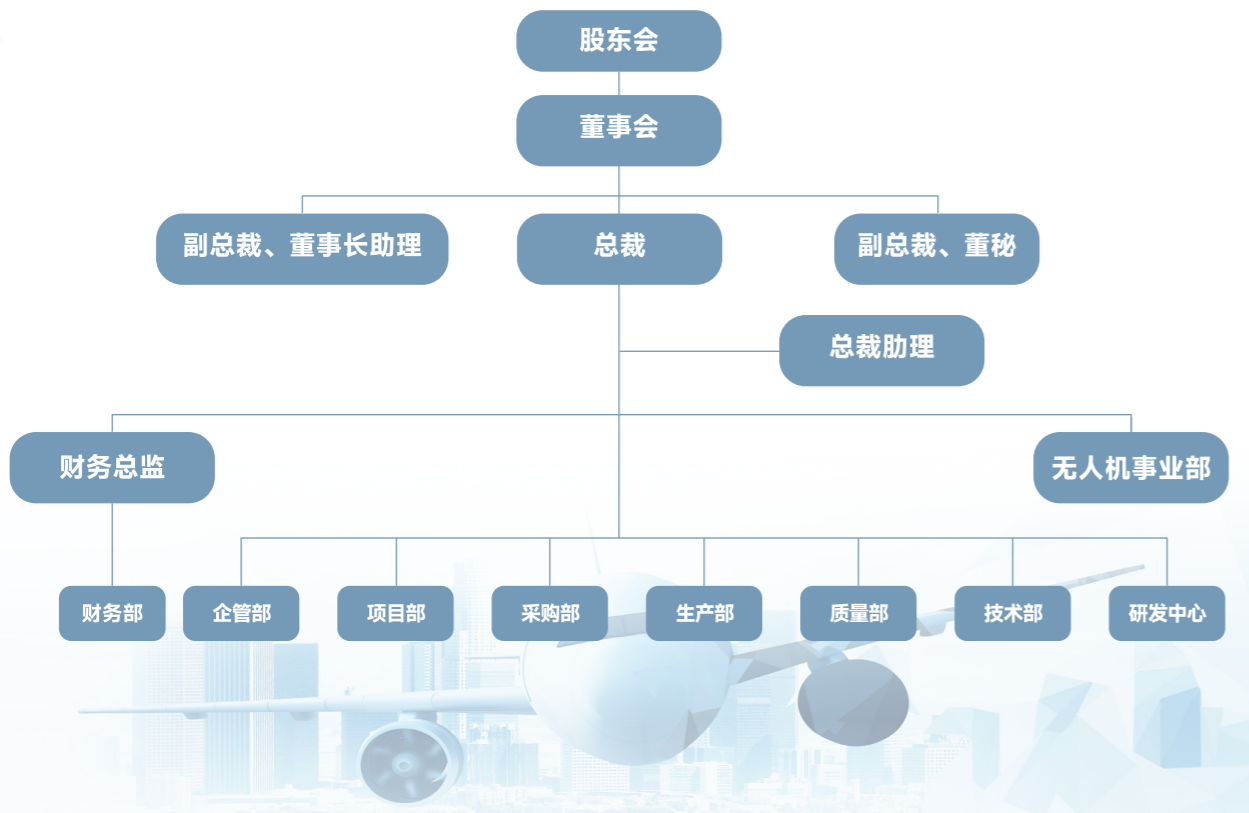 股东会
董事会
副总裁、董事长助理
总裁
副总裁、董秘
总裁肋理
财务总监
无人机事业部
财务部
企管部
项目部
采购部
生产部
质量部
技术部
研发中心